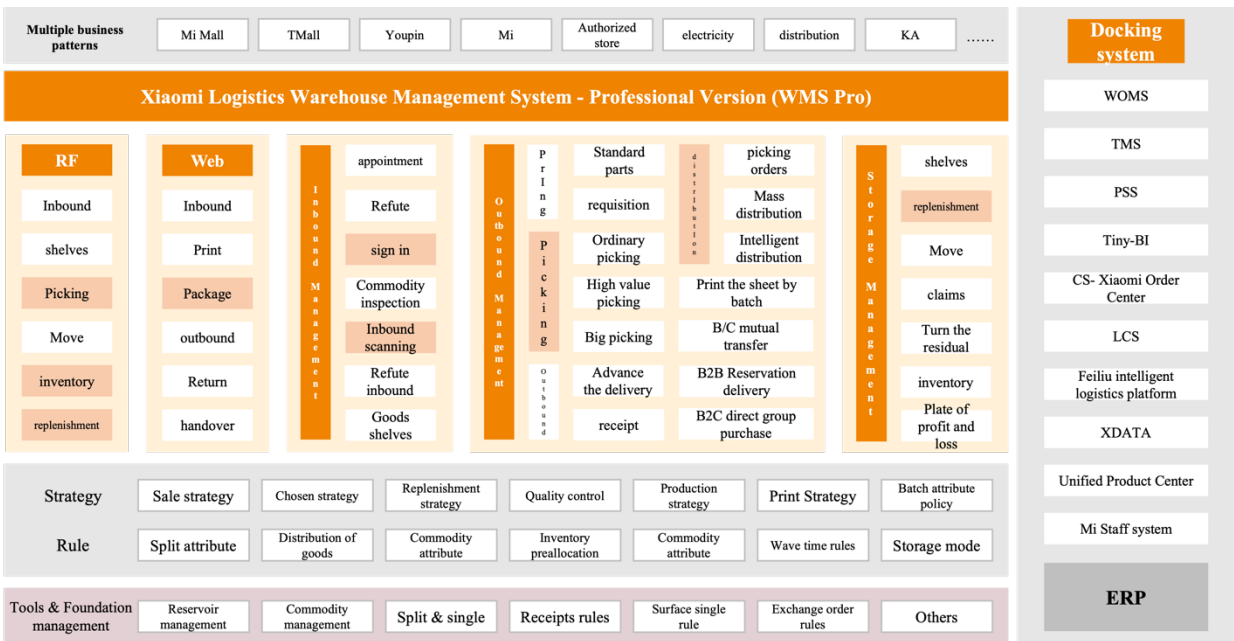 Multiple business
patterns
Mi Mall
TMall
Youpin
Mi
Authorized
store
electricity
distribution
KA
……
Xiaomi Logistics Warehouse Management System - Professional Version (WMS Pro)
RF
Inbound
shelves
Picking
Move
inventory
replenishment
Web
Inbound
Print
Package
outbound
Return
handover
Inbound Management
appointment
Refute
sign in
Commodity
inspection
Inbound
scanning
Refute
inbound
Goods
shelves
Outbound Management
PrIng
Picking
Outbound
Standard
parts
requisition
Ordinary
picking
High value
picking
Big picking
Advance
the delivery
receipt
distrIbutIon
picking
orders
Mass
distribution
Intelligent
distribution
Print the sheet by
batch
B/C mutual
transfer
B2B Reservation
delivery
B2C direct group
purchase
Storage Management
shelves
replenishment
Move
claims
Turn the
residual
inventory
Plate of
profit and
loss
Strategy
Sale strategy
Chosen strategy
Replenishment
strategy
Quality control
Production
strategy
Print Strategy
Batch attribute
policy
Rule
Split attribute
Distribution of
goods
Commodity
attribute
Inventory
preallocation
Commodity
attribute
Wave time rules
Storage mode
Tools & Foundation
management
Reservoir
management
Commodity
management
Split & single
Receipts rules
Surface single
rule
Exchange order
rules
Others
Docking
system
WOMS
TMS
PSS
Tiny-BI
CS- Xiaomi Order
Center
LCS
Feiliu intelligent
logistics platform
XDATA
Unified Product Center
Mi Staff system
ERP